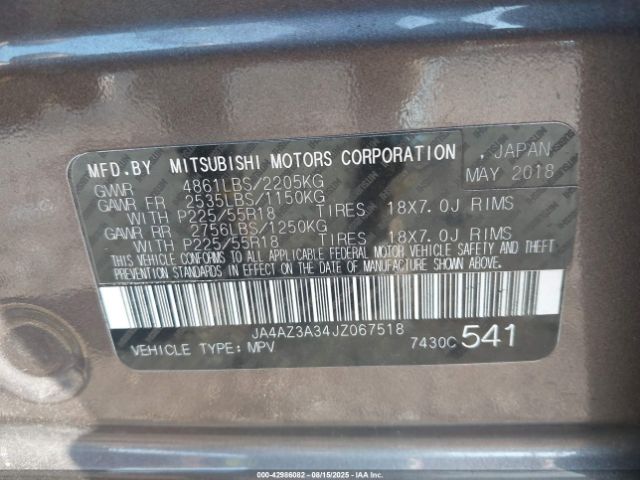 MFD.BY MITSUBISHI MOTORS CORPORATION , JAPAN
GVWR 4861LBS/2205KG MAY 2018
GAWR FR 2535LBS/1150KG
WITH P225/55R18 TIRES 18X7.0J RIMS
GAWR RR 2756LBS/1250KG
WITH P225/55R18 TIRES 18X7.0J RIMS
THIS VEHICLE CONFORMS TO ALL APPLICABLE FEDERAL MOTOR VEHICLE SAFETY AND THEFT
PREVENTION STANDARDS IN EFFECT ON THE DATE OF MANUFACTURE SHOWN ABOVE.
JA4AZ3A34JZ067518
VEHICLE TYPE: MPV 7430C 541
000-42986082 - 08/15/2025 - IAA Inc.